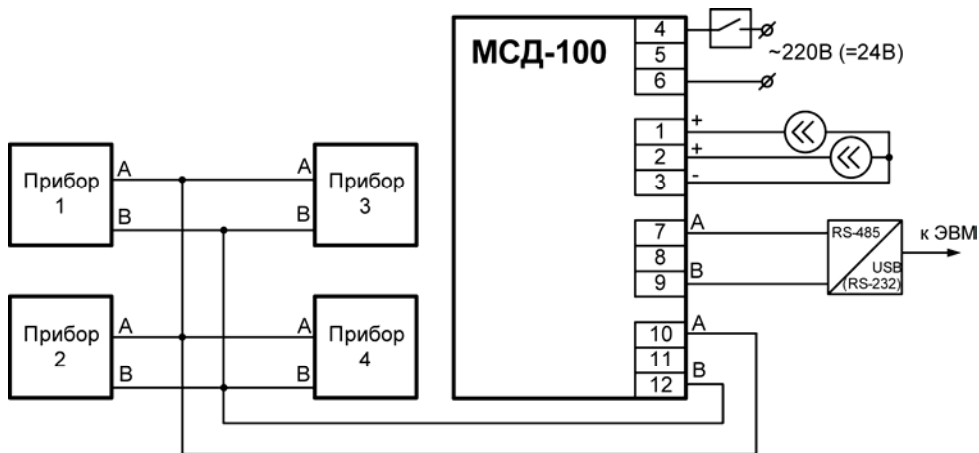 МСД-100
4
5
6
~220В (=24В)
1
2
3
+
+
-
7
8
9
A
B
RS-485
USB
(RS-232)
к ЭВМ
10
11
12
A
B
Прибор
1
A
B
A
B
Прибор
3
Прибор
2
A
B
A
B
Прибор
4